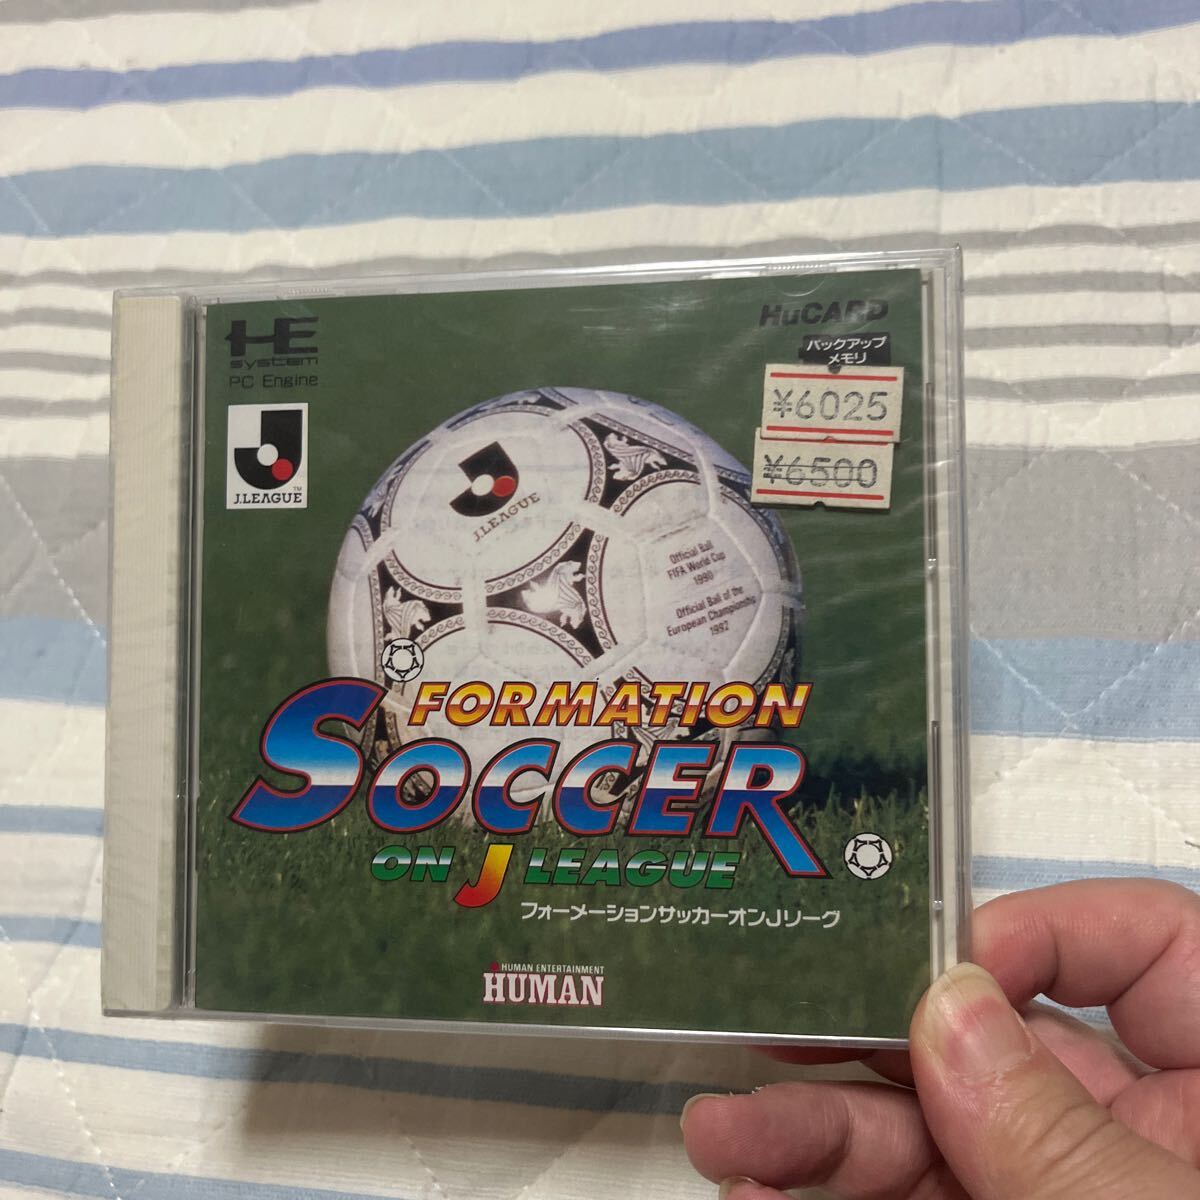 HE
system
PC Engine
J.LEAGUE™
HuCARD
バックアップ
メモリ
¥6025
¥6500
J.LEAGUE
Official Ball
FIFA World Cup
1990
Official Ball of the
European Championship
1992
FORMATION
SOCCER
ON J LEAGUE
フォーメーションサッカーオンJリーグ
HUMAN ENTERTAINMENT
HUMAN